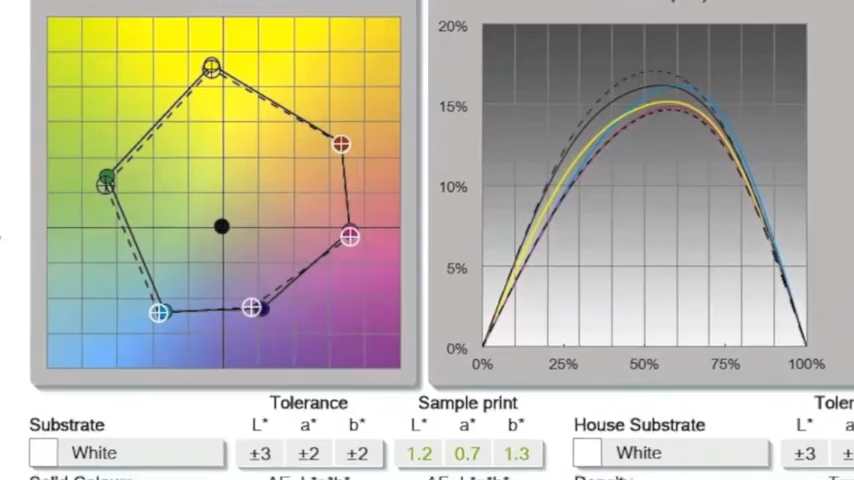 20%
15%
10%
5%
0%
0% 25% 50% 75% 100%
Tolerance Sample print
Substrate L* a* b* L* a* b* House Substrate L*
White ±3 ±2 ±2 1.2 0.7 1.3 White ±3